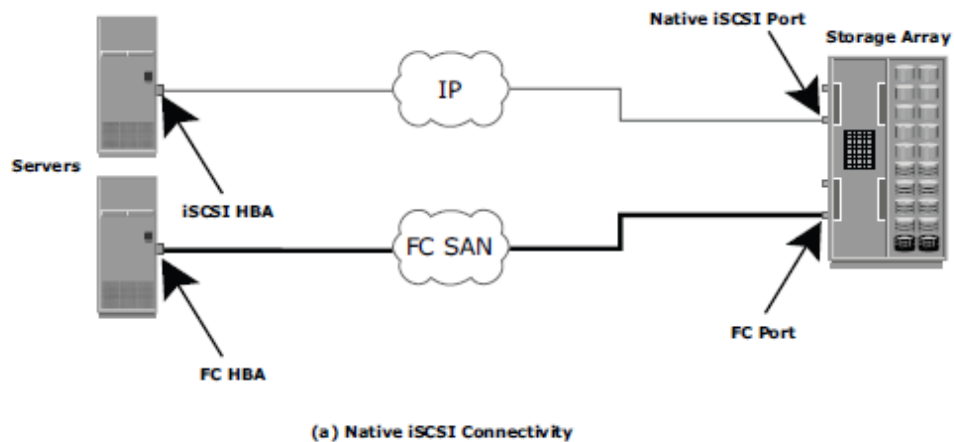 Native iSCSI Port
Storage Array
IP
Servers
iSCSI HBA
FC SAN
FC Port
FC HBA
(a) Native iSCSI Connectivity